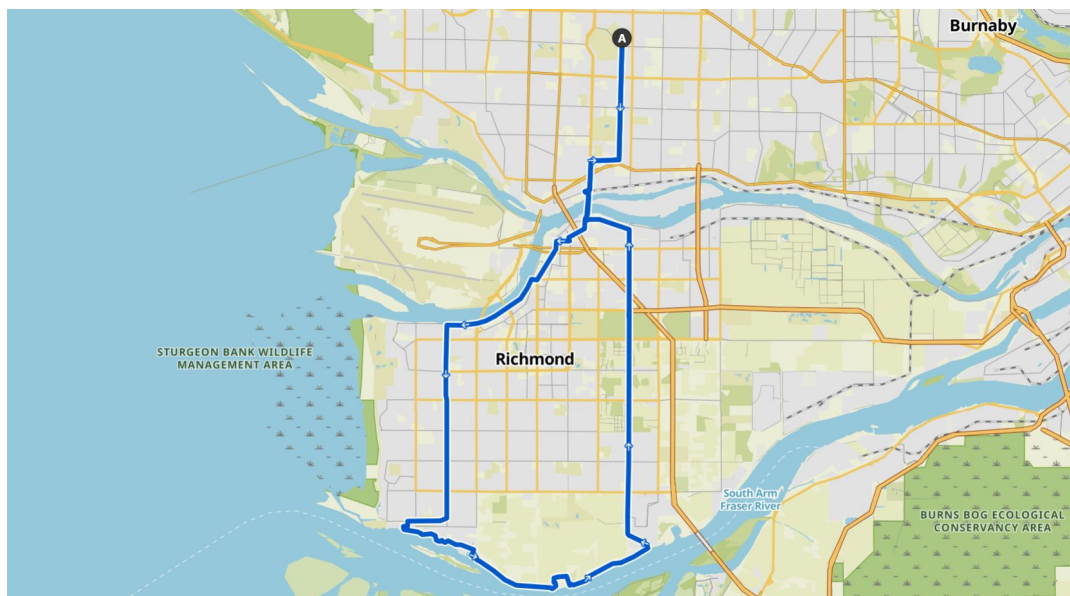 Burnaby
A
STURGEON BANK WILDLIFE
MANAGEMENT AREA
Richmond
South Arm
Fraser River
BURNS BOG ECOLOGICAL
CONSERVANCY AREA